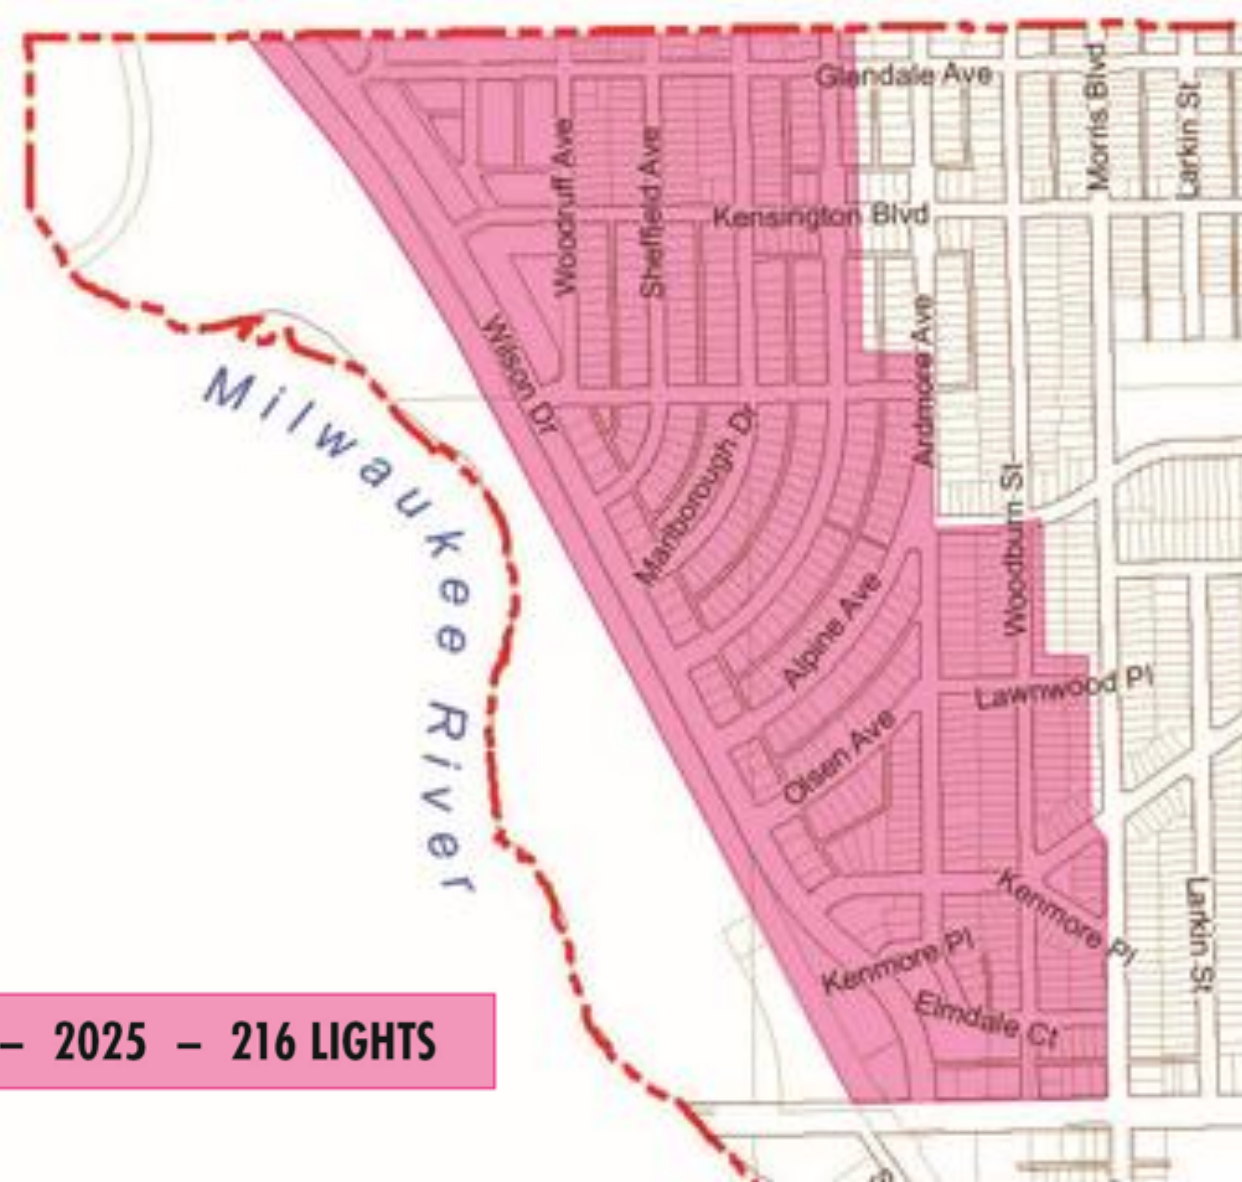 Glendale Ave
Morris Blvd
Larkin St
Woodruff Ave
Sheffield Ave
Kensington Blvd
Wilson Dr
Ardmore Ave
Milwaukee River
Marlborough Dr
Woodburn St
Alpine Ave
Lawnwood Pl
Olsen Ave
Kenmore Pl
Larkin St
Kenmore Pl
Elmdale Ct
– 2025 – 216 LIGHTS